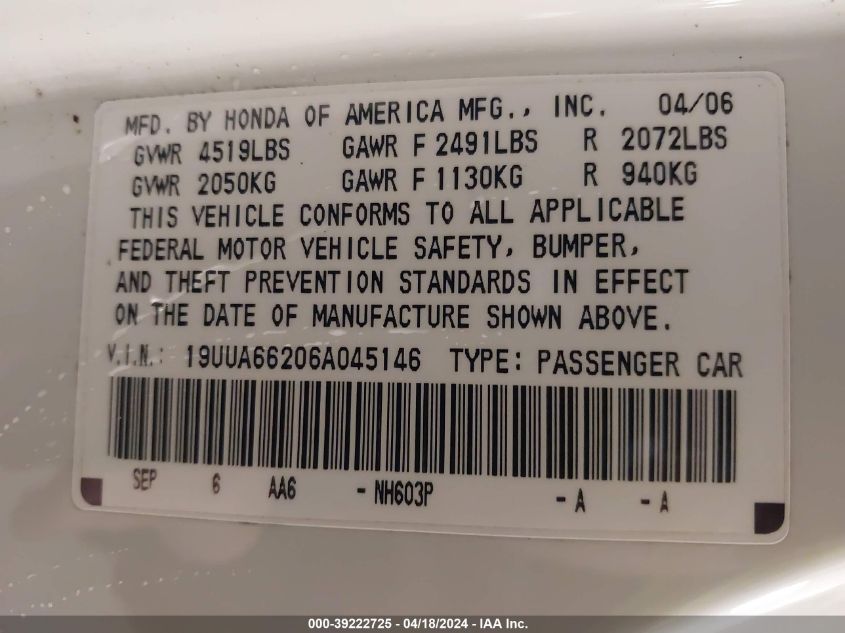 MFD. BY HONDA OF AMERICA MFG., INC. 04/06
GVWR 4519LBS GAWR F 2491LBS R 2072LBS
GVWR 2050KG GAWR F 1130KG R 940KG
THIS VEHICLE CONFORMS TO ALL APPLICABLE
FEDERAL MOTOR VEHICLE SAFETY, BUMPER,
AND THEFT PREVENTION STANDARDS IN EFFECT
ON THE DATE OF MANUFACTURE SHOWN ABOVE.
V.I.N.: 19UUA66206A045146 TYPE: PASSENGER CAR
SEP 6 AA6 - NH603P - A - A
000-39222725 - 04/18/2024 - IAA Inc.